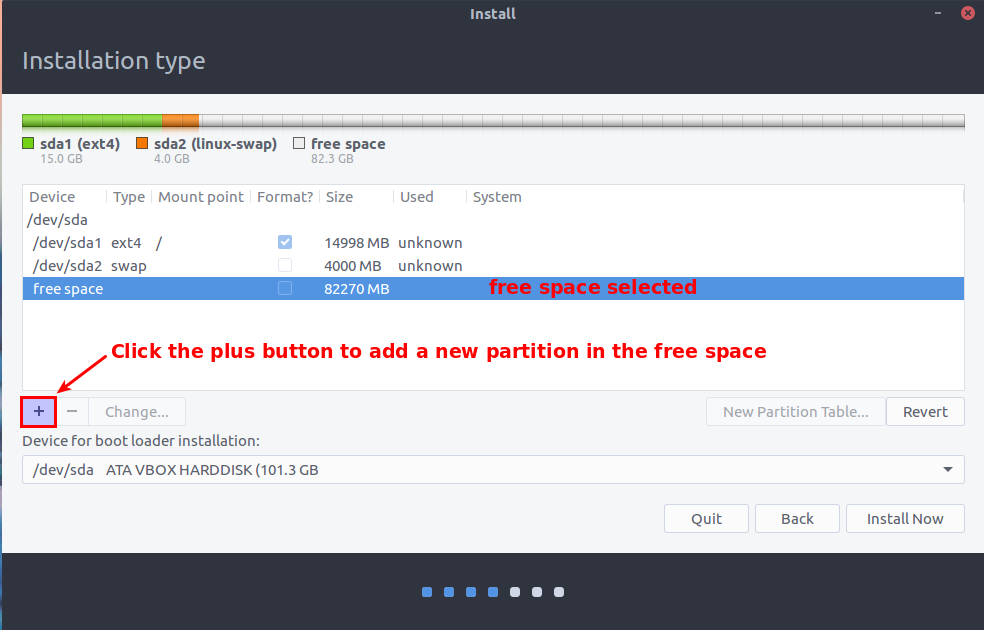 Install
Installation type
sda1 (ext4) sda2 (linux-swap) free space
15.0 GB 4.0 GB 82.3 GB
Device Type Mount point Format? Size Used System
/dev/sda
/dev/sda1 ext4 / 14998 MB unknown
/dev/sda2 swap 4000 MB unknown
free space 82270 MB free space selected
Click the plus button to add a new partition in the free space
+ − Change... New Partition Table... Revert
Device for boot loader installation:
/dev/sda ATA VBOX HARDDISK (101.3 GB
Quit Back Install Now